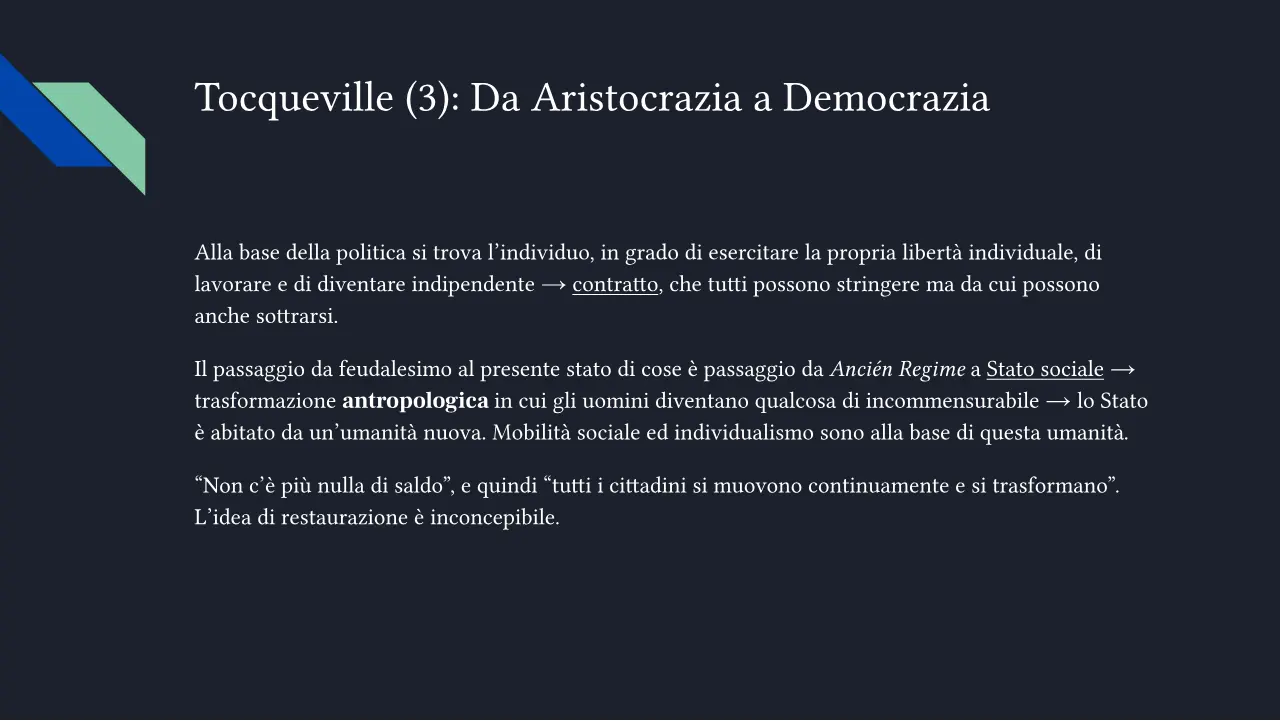 Tocqueville (3): Da Aristocrazia a Democrazia
Alla base della politica si trova l’individuo, in grado di esercitare la propria libertà individuale, di
lavorare e di diventare indipendente → contratto, che tutti possono stringere ma da cui possono
anche sottrarsi.
Il passaggio da feudalesimo al presente stato di cose è passaggio da Ancién Regime a Stato sociale →
trasformazione antropologica in cui gli uomini diventano qualcosa di incommensurabile → lo Stato
è abitato da un’umanità nuova. Mobilità sociale ed individualismo sono alla base di questa umanità.
“Non c’è più nulla di saldo”, e quindi “tutti i cittadini si muovono continuamente e si trasformano”.
L’idea di restaurazione è inconcepibile.